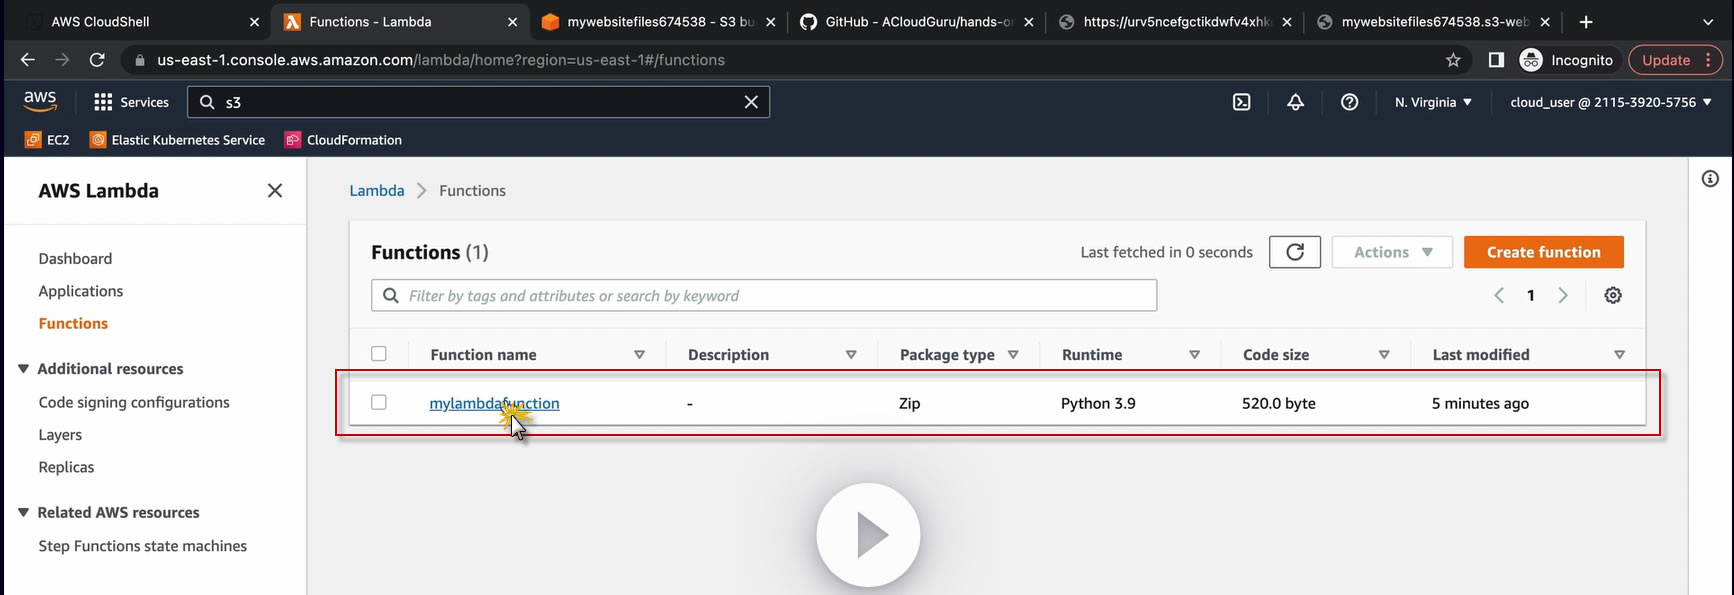 AWS CloudShell
Functions - Lambda
mywebsitefiles674538 - S3 bu
GitHub - ACloudGuru/hands-o
https://urv5ncefgctikdwfv4xhk
mywebsitefiles674538.s3-web
us-east-1.console.aws.amazon.com/lambda/home?region=us-east-1#/functions
Incognito
Update
aws
Services
s3
N. Virginia
cloud_user @ 2115-3920-5756
EC2
Elastic Kubernetes Service
CloudFormation
AWS Lambda
Dashboard
Applications
Functions
Additional resources
Code signing configurations
Layers
Replicas
Related AWS resources
Step Functions state machines
Lambda > Functions
Functions (1)
Last fetched in 0 seconds
Actions
Create function
Filter by tags and attributes or search by keyword
1
Function name Description Package type Runtime Code size Last modified
mylambdafunction - Zip Python 3.9 520.0 byte 5 minutes ago